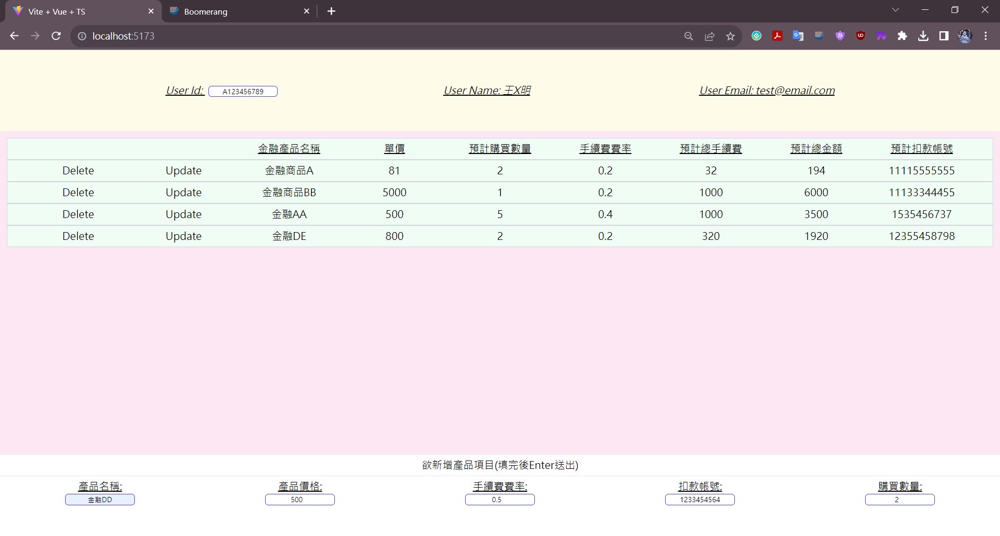 Vite + Vue + TS
Boomerang
localhost:5173
User Id: A123456789 User Name: 王X明 User Email: test@email.com
金融產品名稱 單價 預計購買數量 手續費費率 預計總手續費 預計總金額 預計扣款帳號
Delete Update 金融商品A 81 2 0.2 32 194 11115555555
Delete Update 金融商品BB 5000 1 0.2 1000 6000 11133344455
Delete Update 金融AA 500 5 0.4 1000 3500 1535456737
Delete Update 金融DE 800 2 0.2 320 1920 12355458798
欲新增產品項目(填完後Enter送出)
產品名稱: 產品價格: 手續費費率: 扣款帳號: 購買數量:
金融DD 500 0.5 1233454564 2